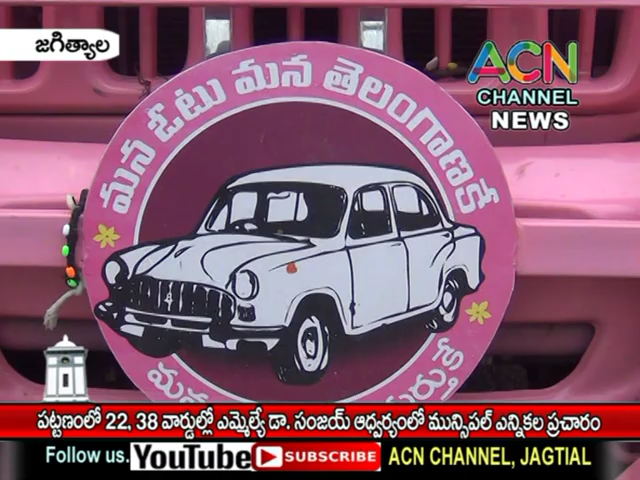 జగిత్యాల
ACN
CHANNEL
NEWS
మన ఓటు మన తెలంగాణకే
మన
పట్టణంలో 22, 38 వార్డుల్లో ఎమ్మెల్యే డా. సంజయ్ ఆధ్వర్యంలో మున్సిపల్ ఎన్నికల ప్రచారం
Follow us. YouTube SUBSCRIBE ACN CHANNEL, JAGTIAL